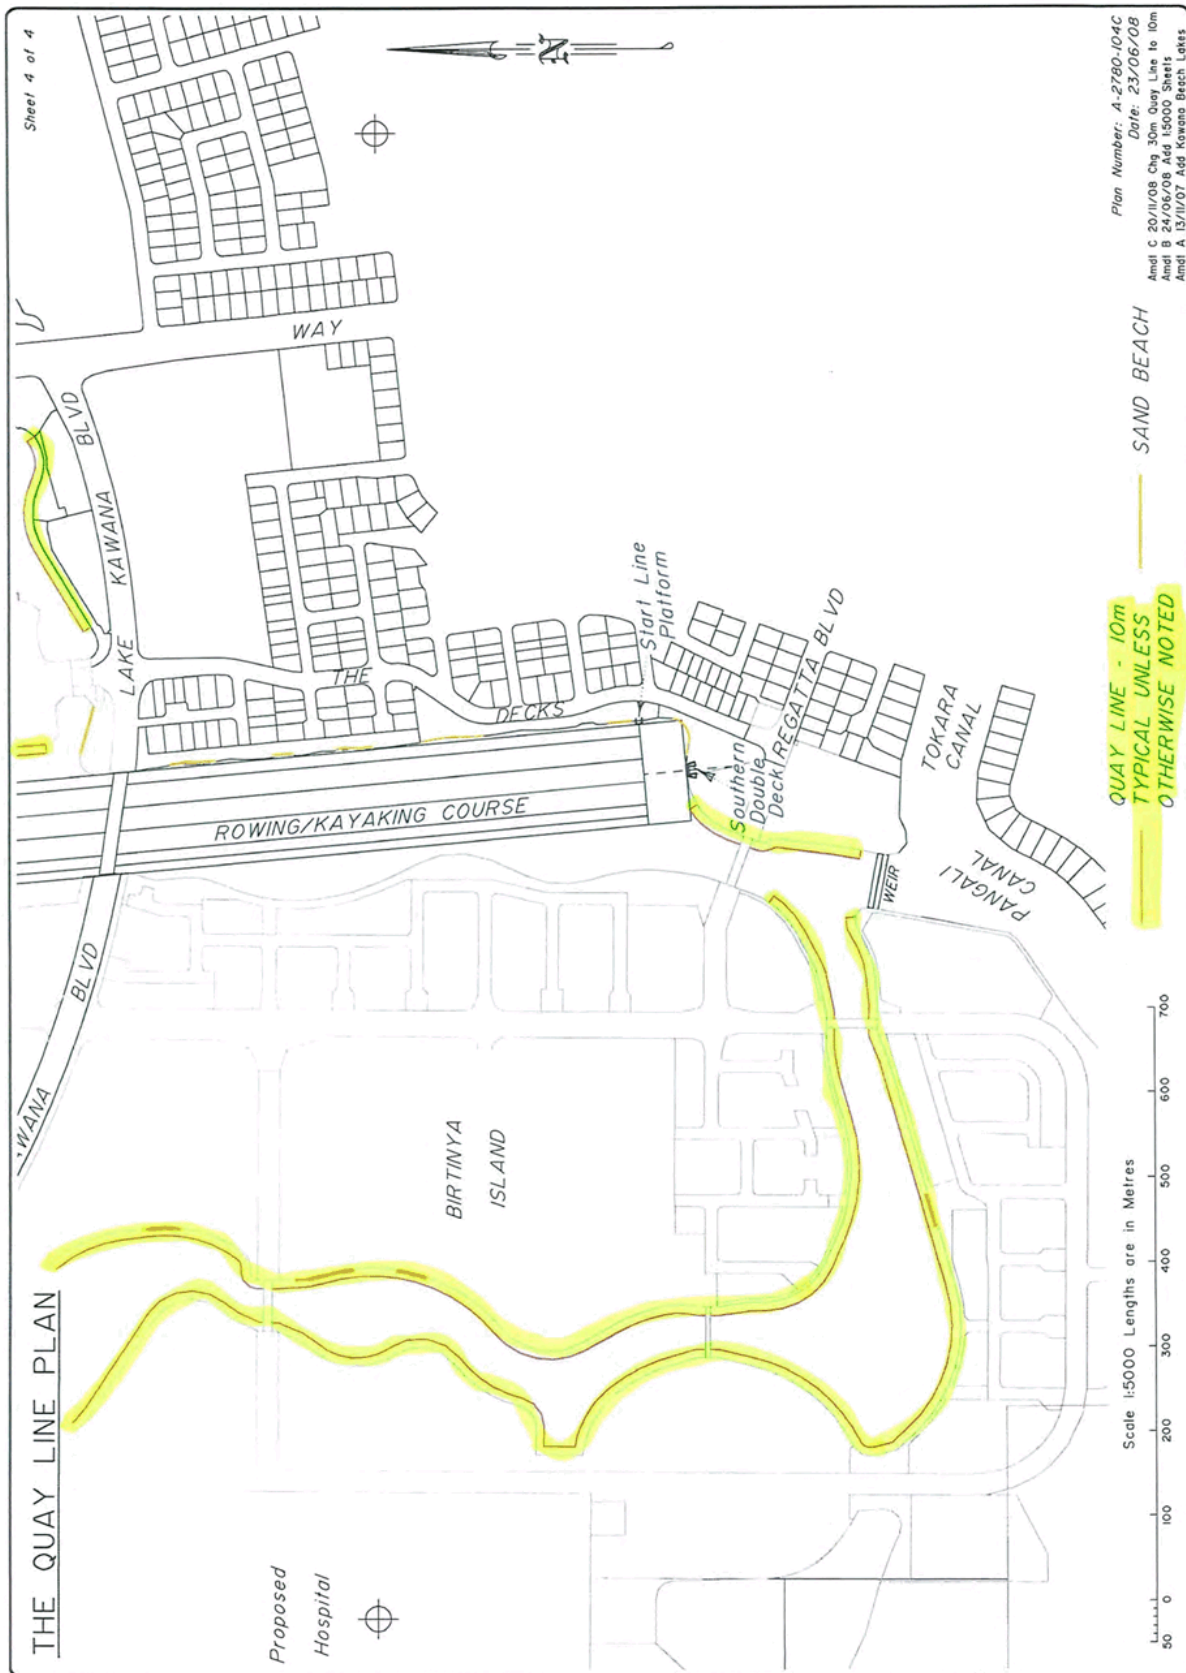 THE QUAY LINE PLAN
Sheet 4 of 4
N
WANA
BLVD
LAKE
KAWANA
BLVD
WAY
Proposed
Hospital
BIRTINYA
ISLAND
ROWING/KAYAKING COURSE
THE
DECKS
Start Line
Platform
Southern
Double
Deck
REGATTA BLVD
WEIR
TOKARA
CANAL
PANGALI
CANAL
50 0 100 200 300 400 500 600 700
Scale 1:5000 Lengths are in Metres
QUAY LINE - 10m
TYPICAL UNLESS
OTHERWISE NOTED
SAND BEACH
Plan Number: A-2780-104C
Date: 23/06/08
Amdt C 20/11/08 Chg 30m Quay Line to 10m
Amdt B 24/06/08 Add 1:5000 Sheets
Amdt A 13/11/07 Add Kawana Beach Lakes